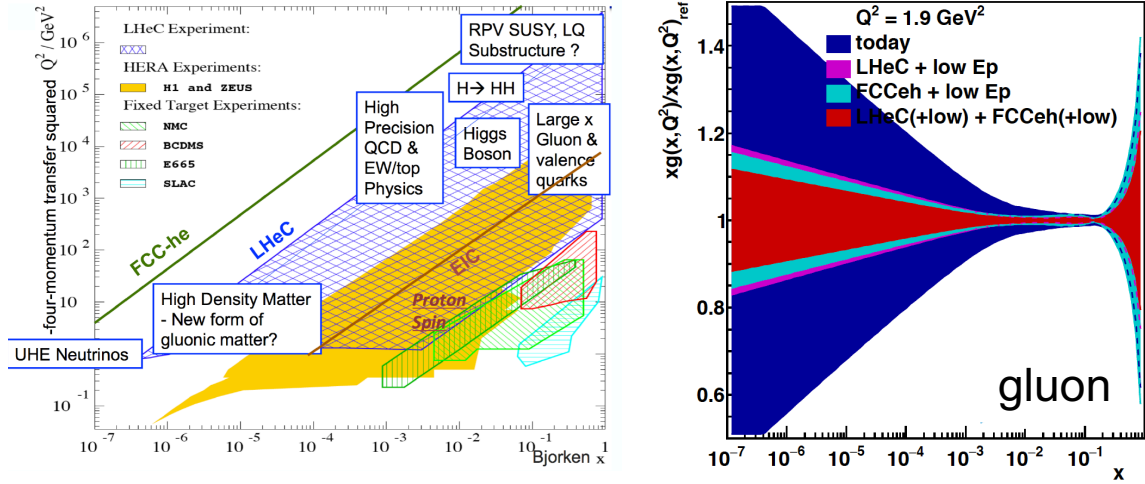 -four-momentum transfer squared Q² / GeV²
10⁶
10⁵
10⁴
10³
10²
10
1
10⁻¹
LHeC Experiment:
HERA Experiments:
H1 and ZEUS
Fixed Target Experiments:
NMC
BCDMS
E665
SLAC
RPV SUSY, LQ
Substructure ?
H→ HH
High
Precision
QCD &
EW/top
Physics
Higgs
Boson
Large x
Gluon &
valence
quarks
FCC-he
LHeC
EIC
Proton
Spin
High Density Matter
- New form of
gluonic matter?
UHE Neutrinos
10⁻⁷
10⁻⁶
10⁻⁵
10⁻⁴
10⁻³
10⁻²
10⁻¹
1
Bjorken x
xg(x,Q²)/xg(x,Q²)ref
1.4
1.2
1
0.8
0.6
Q² = 1.9 GeV²
today
LHeC + low Ep
FCCeh + low Ep
LHeC(+low) + FCCeh(+low)
gluon
10⁻⁷
10⁻⁶
10⁻⁵
10⁻⁴
10⁻³
10⁻²
10⁻¹
1
x